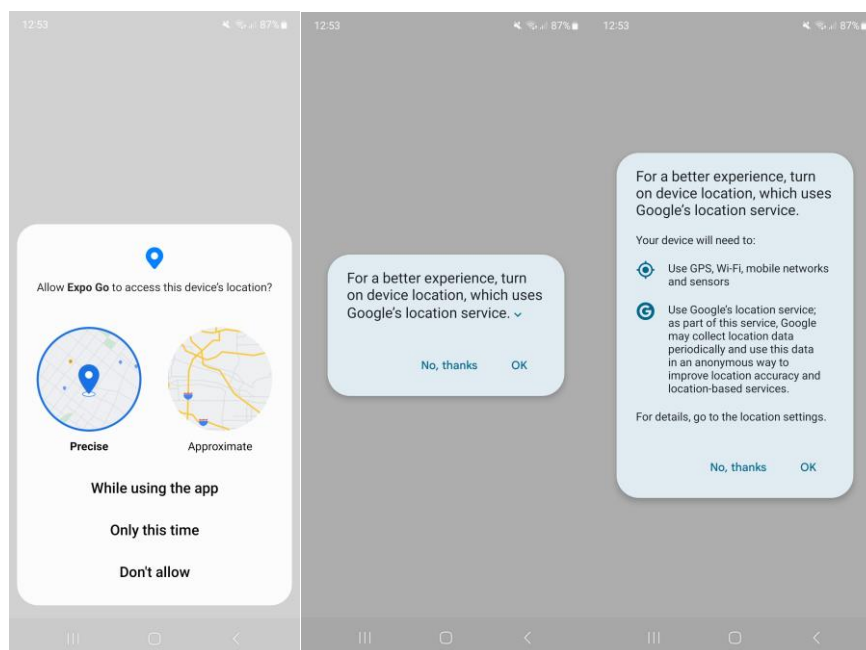 12:53
87%
Allow Expo Go to access this device's location?
Precise
Approximate
While using the app
Only this time
Don't allow
12:53
87%
For a better experience, turn
on device location, which uses
Google's location service.
No, thanks
OK
12:53
87%
For a better experience, turn
on device location, which uses
Google's location service.
Your device will need to:
Use GPS, Wi-Fi, mobile networks
and sensors
Use Google's location service;
as part of this service, Google
may collect location data
periodically and use this data
in an anonymous way to
improve location accuracy and
location-based services.
For details, go to the location settings.
No, thanks
OK